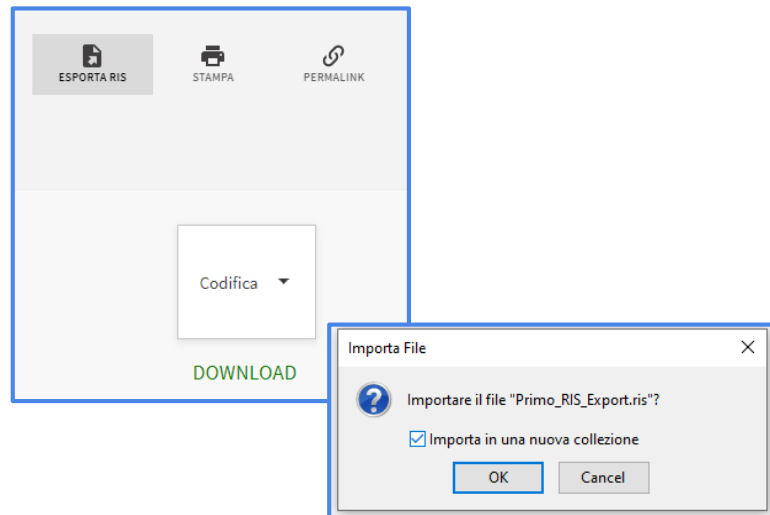 ESPORTA RIS STAMPA PERMALINK
Codifica
DOWNLOAD
Importa File
Importare il file "Primo_RIS_Export.ris"?
Importa in una nuova collezione
OK Cancel